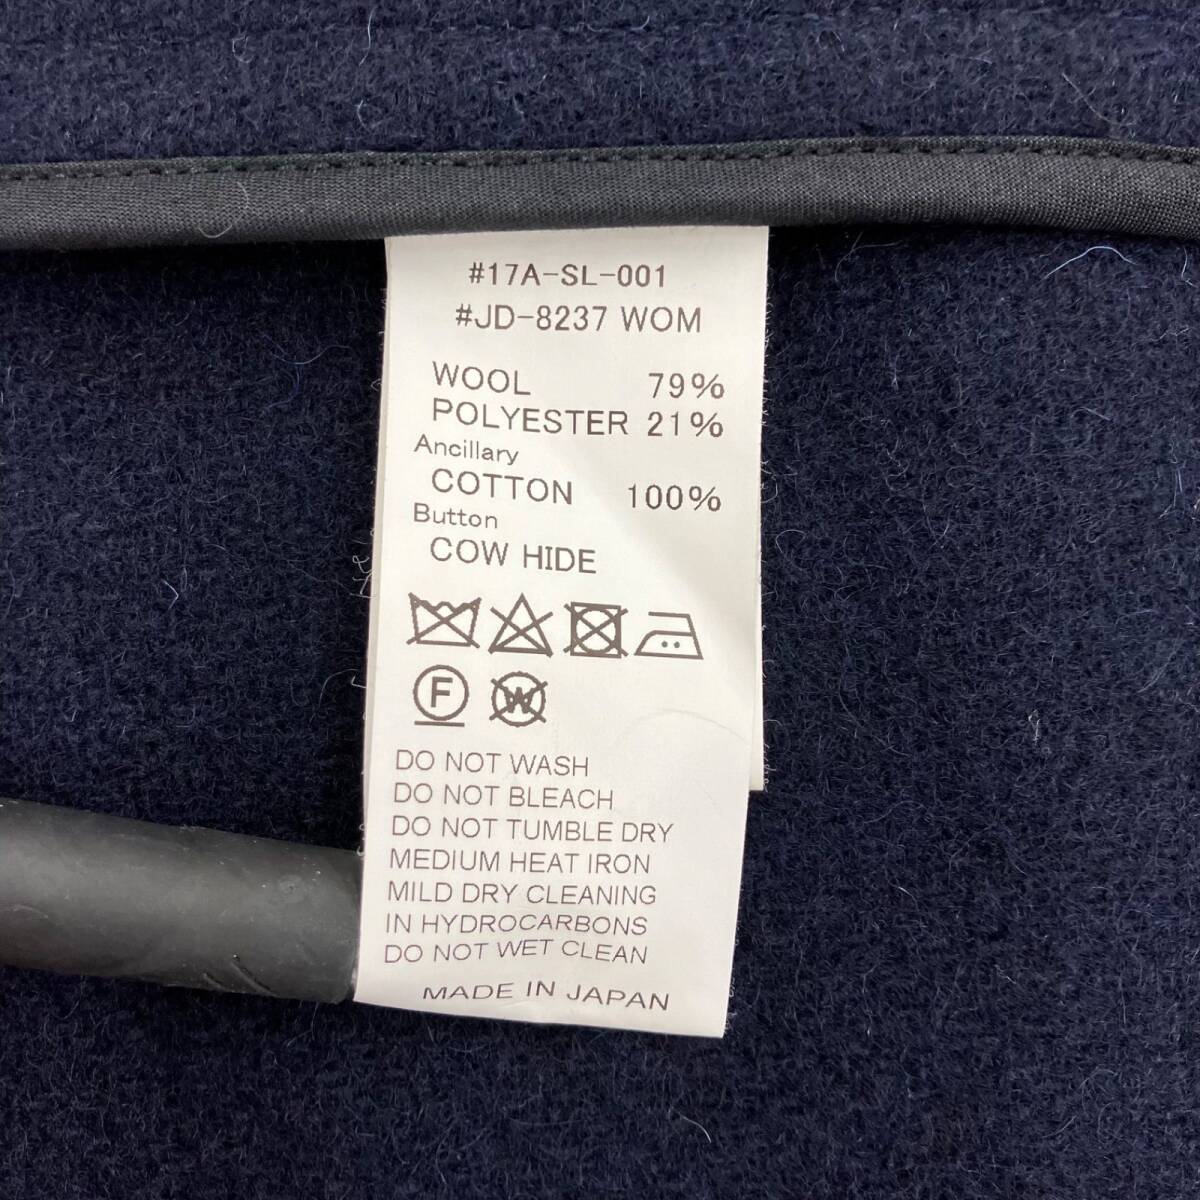 #17A-SL-001
#JD-8237 WOM
WOOL 79%
POLYESTER 21%
Ancillary
COTTON 100%
Button
COW HIDE
F W
DO NOT WASH
DO NOT BLEACH
DO NOT TUMBLE DRY
MEDIUM HEAT IRON
MILD DRY CLEANING
IN HYDROCARBONS
DO NOT WET CLEAN
MADE IN JAPAN